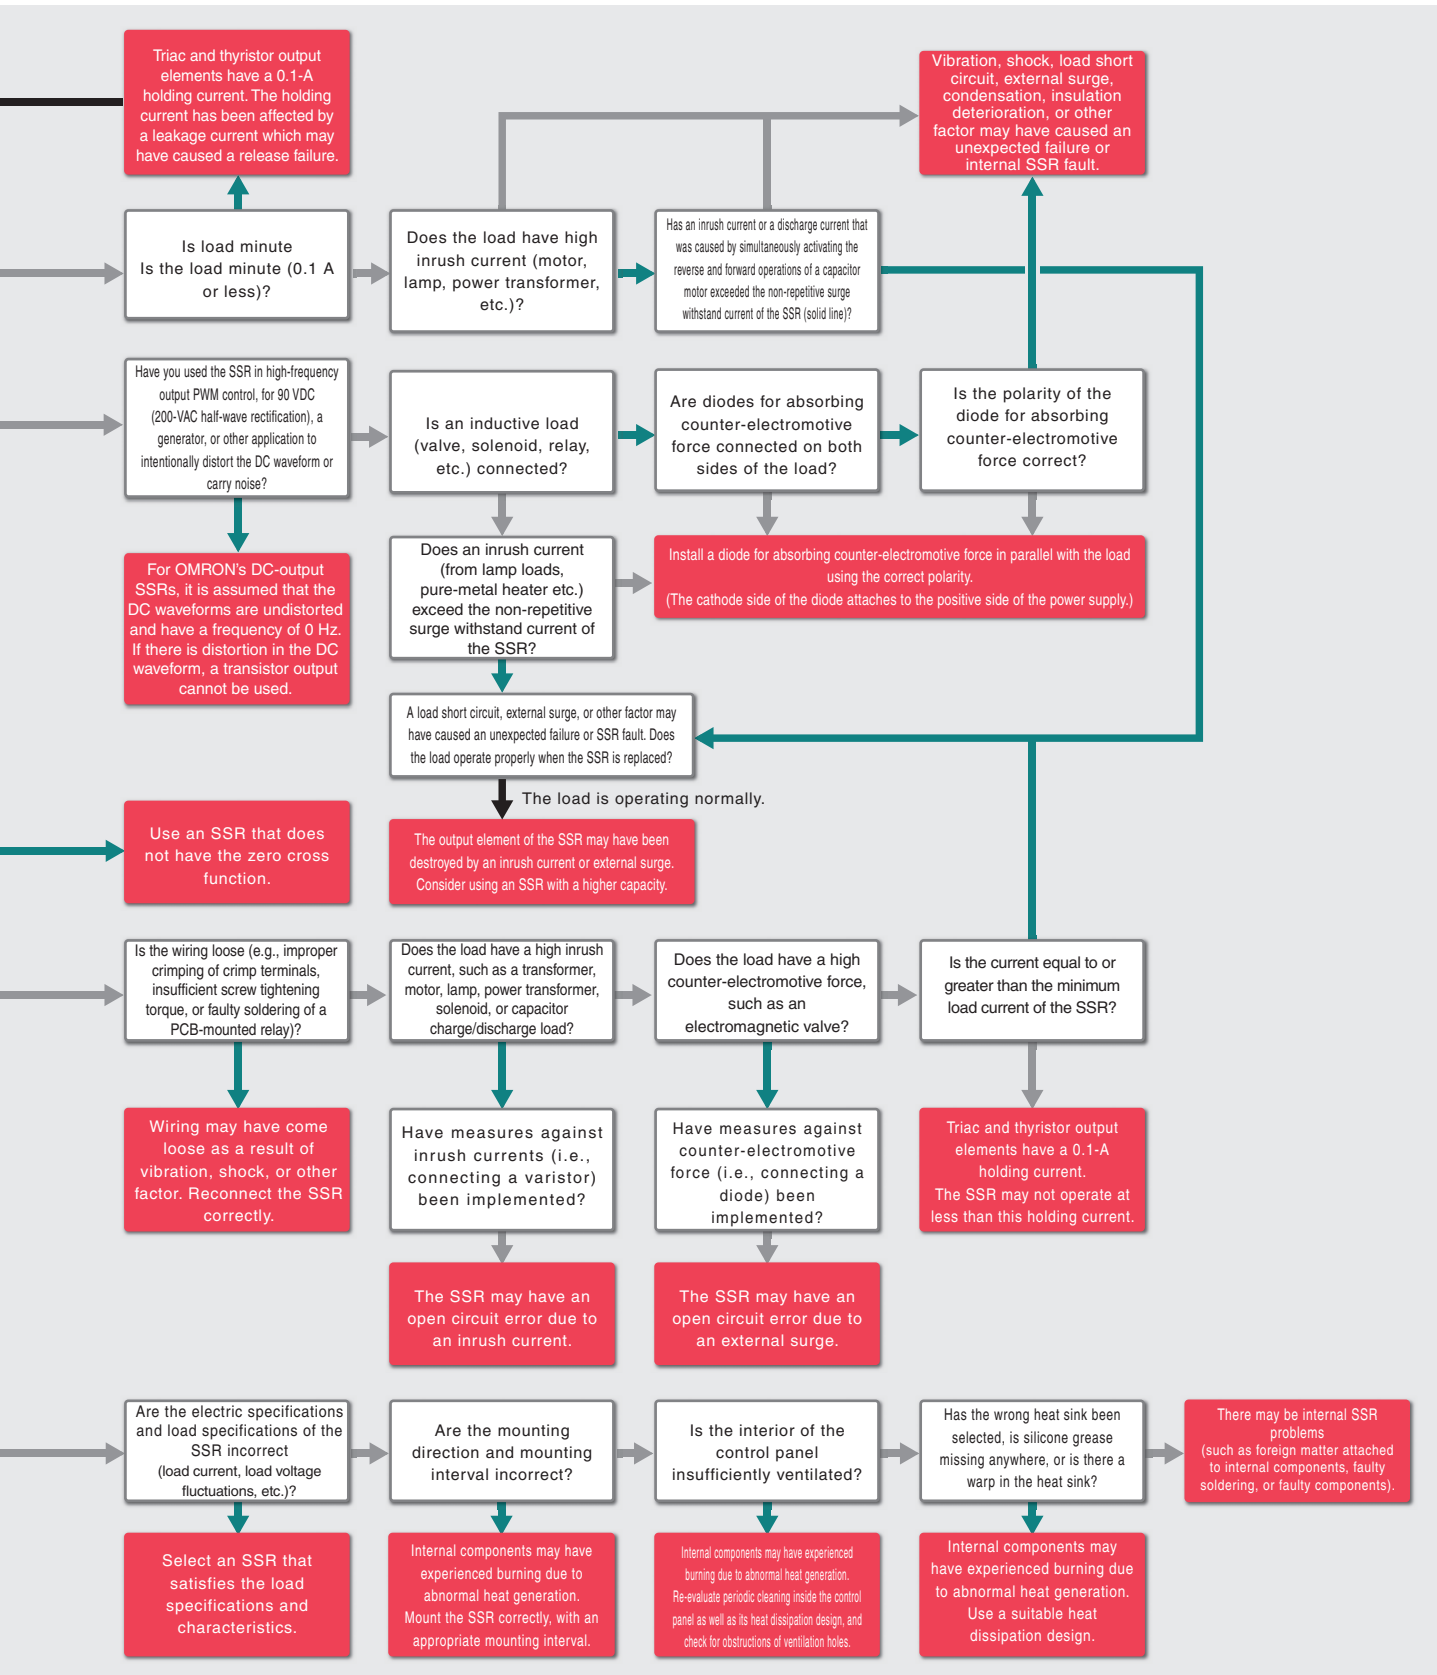 Triac and thyristor output
elements have a 0.1-A
holding current. The holding
current has been affected by
a leakage current which may
have caused a release failure.
Vibration, shock, load short
circuit, external surge,
condensation, insulation
deterioration, or other
factor may have caused an
unexpected failure or
internal SSR fault.
Is load minute
Is the load minute (0.1 A
or less)?
Does the load have high
inrush current (motor,
lamp, power transformer,
etc.)?
Has an inrush current or a discharge current that
was caused by simultaneously activating the
reverse and forward operations of a capacitor
motor exceeded the non-repetitive surge
withstand current of the SSR (solid line)?
Have you used the SSR in high-frequency
output PWM control, for 90 VDC
(200-VAC half-wave rectification), a
generator, or other application to
intentionally distort the DC waveform or
carry noise?
Is an inductive load
(valve, solenoid, relay,
etc.) connected?
Are diodes for absorbing
counter-electromotive
force connected on both
sides of the load?
Is the polarity of the
diode for absorbing
counter-electromotive
force correct?
For OMRON's DC-output
SSRs, it is assumed that the
DC waveforms are undistorted
and have a frequency of 0 Hz.
If there is distortion in the DC
waveform, a transistor output
cannot be used.
Does an inrush current
(from lamp loads,
pure-metal heater etc.)
exceed the non-repetitive
surge withstand current of
the SSR?
Install a diode for absorbing counter-electromotive force in parallel with the load
using the correct polarity.
(The cathode side of the diode attaches to the positive side of the power supply.)
A load short circuit, external surge, or other factor may
have caused an unexpected failure or SSR fault. Does
the load operate properly when the SSR is replaced?
The load is operating normally.
Use an SSR that does
not have the zero cross
function.
The output element of the SSR may have been
destroyed by an inrush current or external surge.
Consider using an SSR with a higher capacity.
Is the wiring loose (e.g., improper
crimping of crimp terminals,
insufficient screw tightening
torque, or faulty soldering of a
PCB-mounted relay)?
Does the load have a high inrush
current, such as a transformer,
motor, lamp, power transformer,
solenoid, or capacitor
charge/discharge load?
Does the load have a high
counter-electromotive force,
such as an
electromagnetic valve?
Is the current equal to or
greater than the minimum
load current of the SSR?
Wiring may have come
loose as a result of
vibration, shock, or other
factor. Reconnect the SSR
correctly.
Have measures against
inrush currents (i.e.,
connecting a varistor)
been implemented?
Have measures against
counter-electromotive
force (i.e., connecting a
diode) been
implemented?
Triac and thyristor output
elements have a 0.1-A
holding current.
The SSR may not operate at
less than this holding current.
The SSR may have an
open circuit error due to
an inrush current.
The SSR may have an
open circuit error due to
an external surge.
Are the electric specifications
and load specifications of the
SSR incorrect
(load current, load voltage
fluctuations, etc.)?
Are the mounting
direction and mounting
interval incorrect?
Is the interior of the
control panel
insufficiently ventilated?
Has the wrong heat sink been
selected, is silicone grease
missing anywhere, or is there a
warp in the heat sink?
There may be internal SSR
problems
(such as foreign matter attached
to internal components, faulty
soldering, or faulty components).
Select an SSR that
satisfies the load
specifications and
characteristics.
Internal components may have
experienced burning due to
abnormal heat generation.
Mount the SSR correctly, with an
appropriate mounting interval.
Internal components may have experienced
burning due to abnormal heat generation.
Re-evaluate periodic cleaning inside the control
panel as well as its heat dissipation design, and
check for obstructions of ventilation holes.
Internal components may
have experienced burning due
to abnormal heat generation.
Use a suitable heat
dissipation design.